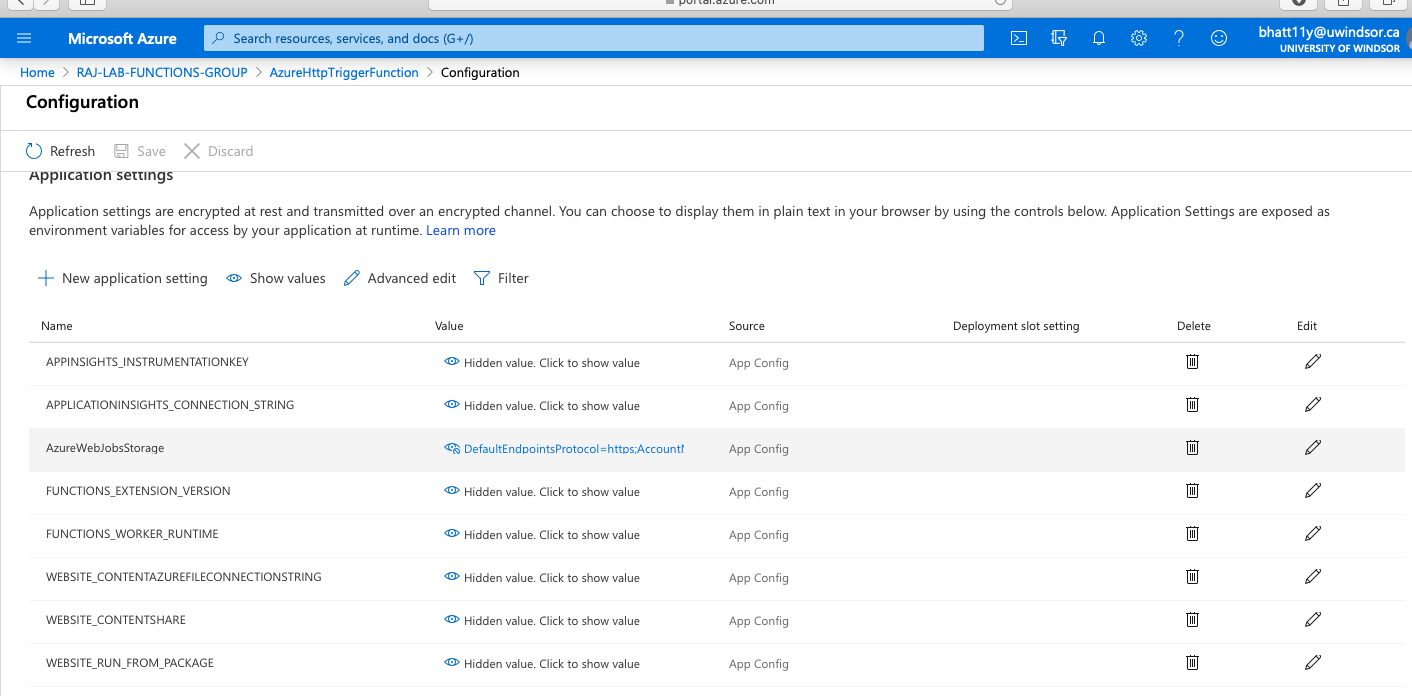 portal.azure.com
Microsoft Azure
Search resources, services, and docs (G+/)
bhatt11y@uwindsor.ca
UNIVERSITY OF WINDSOR
Home > RAJ-LAB-FUNCTIONS-GROUP > AzureHttpTriggerFunction > Configuration
Configuration
Refresh Save Discard
Application settings
Application settings are encrypted at rest and transmitted over an encrypted channel. You can choose to display them in plain text in your browser by using the controls below. Application Settings are exposed as
environment variables for access by your application at runtime. Learn more
New application setting Show values Advanced edit Filter
Name Value Source Deployment slot setting Delete Edit
APPINSIGHTS_INSTRUMENTATIONKEY Hidden value. Click to show value App Config
APPLICATIONINSIGHTS_CONNECTION_STRING Hidden value. Click to show value App Config
AzureWebJobsStorage DefaultEndpointsProtocol=https;Account App Config
FUNCTIONS_EXTENSION_VERSION Hidden value. Click to show value App Config
FUNCTIONS_WORKER_RUNTIME Hidden value. Click to show value App Config
WEBSITE_CONTENTAZUREFILECONNECTIONSTRING Hidden value. Click to show value App Config
WEBSITE_CONTENTSHARE Hidden value. Click to show value App Config
WEBSITE_RUN_FROM_PACKAGE Hidden value. Click to show value App Config